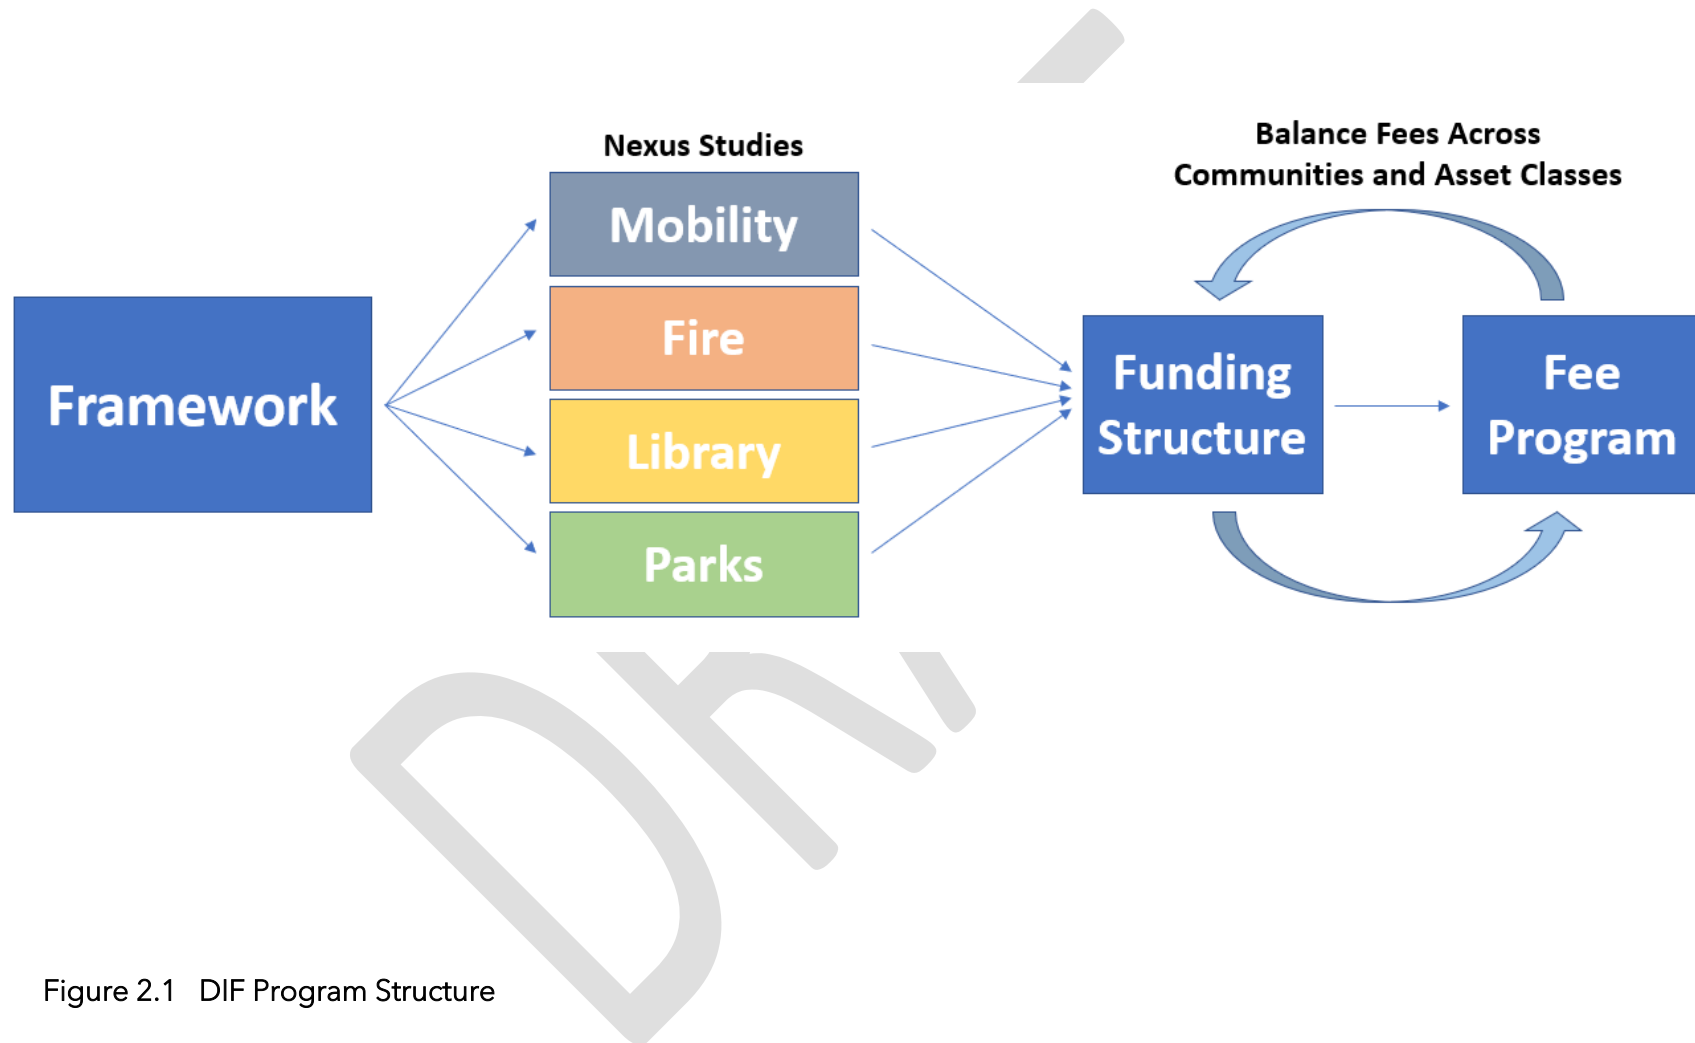 Nexus Studies
Balance Fees Across
Communities and Asset Classes
Framework
Mobility
Fire
Library
Parks
Funding
Structure
Fee
Program
Figure 2.1 DIF Program Structure